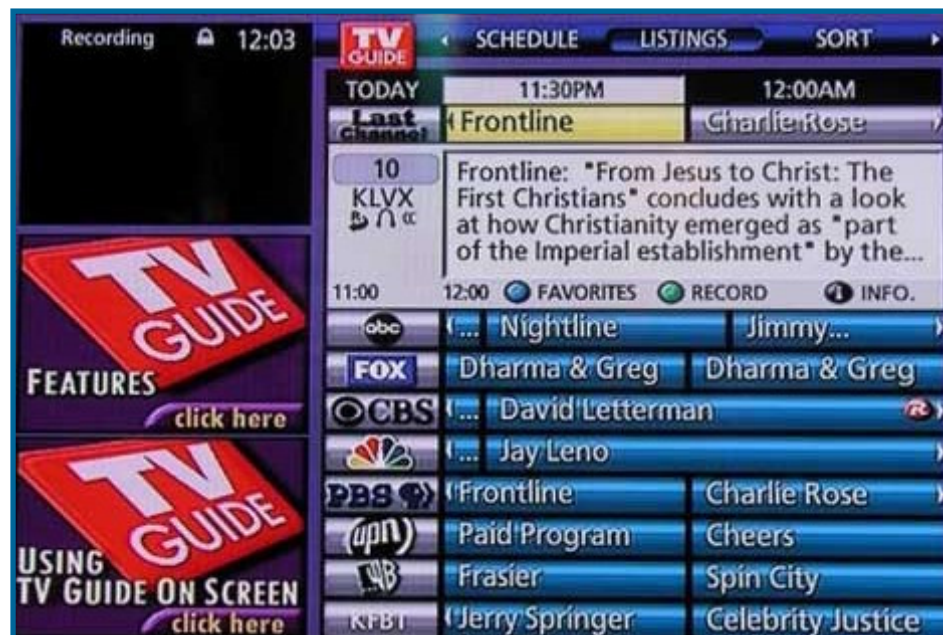 Recording 12:03
TV GUIDE
SCHEDULE LISTINGS SORT
TODAY 11:30PM 12:00AM
Last Channel Frontline Charlie Rose
10
KLVX
Frontline: "From Jesus to Christ: The
First Christians" concludes with a look
at how Christianity emerged as "part
of the Imperial establishment" by the...
11:00 12:00 FAVORITES RECORD i INFO.
abc ... Nightline Jimmy...
FOX Dharma & Greg Dharma & Greg
CBS ... David Letterman R
... Jay Leno
PBS Frontline Charlie Rose
upn Paid Program Cheers
WB Frasier Spin City
KFBT Jerry Springer Celebrity Justice
TV
GUIDE
FEATURES
click here
TV
GUIDE
USING
TV GUIDE ON SCREEN
click here